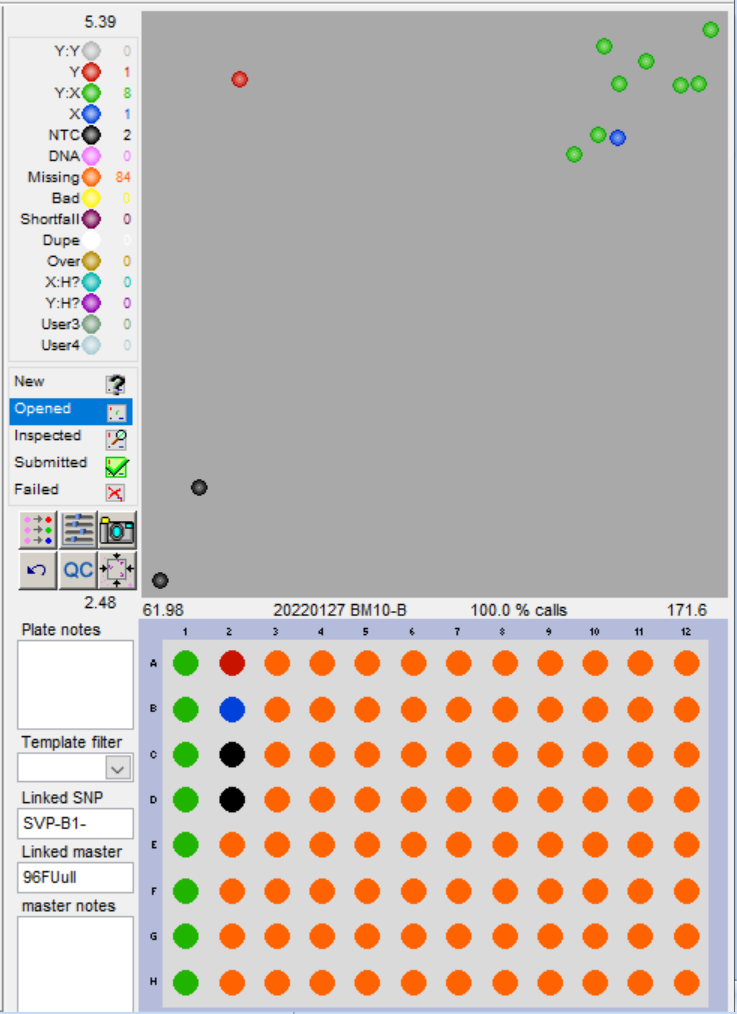 5.39
Y:Y 0
Y 1
Y:X 8
X 1
NTC 2
DNA 0
Missing 84
Bad 0
Shortfall 0
Dupe 0
Over 0
X:H? 0
Y:H? 0
User3 0
User4 0
New
Opened
Inspected
Submitted
Failed
QC
2.48
61.98 20220127 BM10-B 100.0 % calls 171.6
Plate notes
Template filter
Linked SNP
SVP-B1-
Linked master
96FUull
master notes
1 2 3 4 5 6 7 8 9 10 11 12
A
B
C
D
E
F
G
H